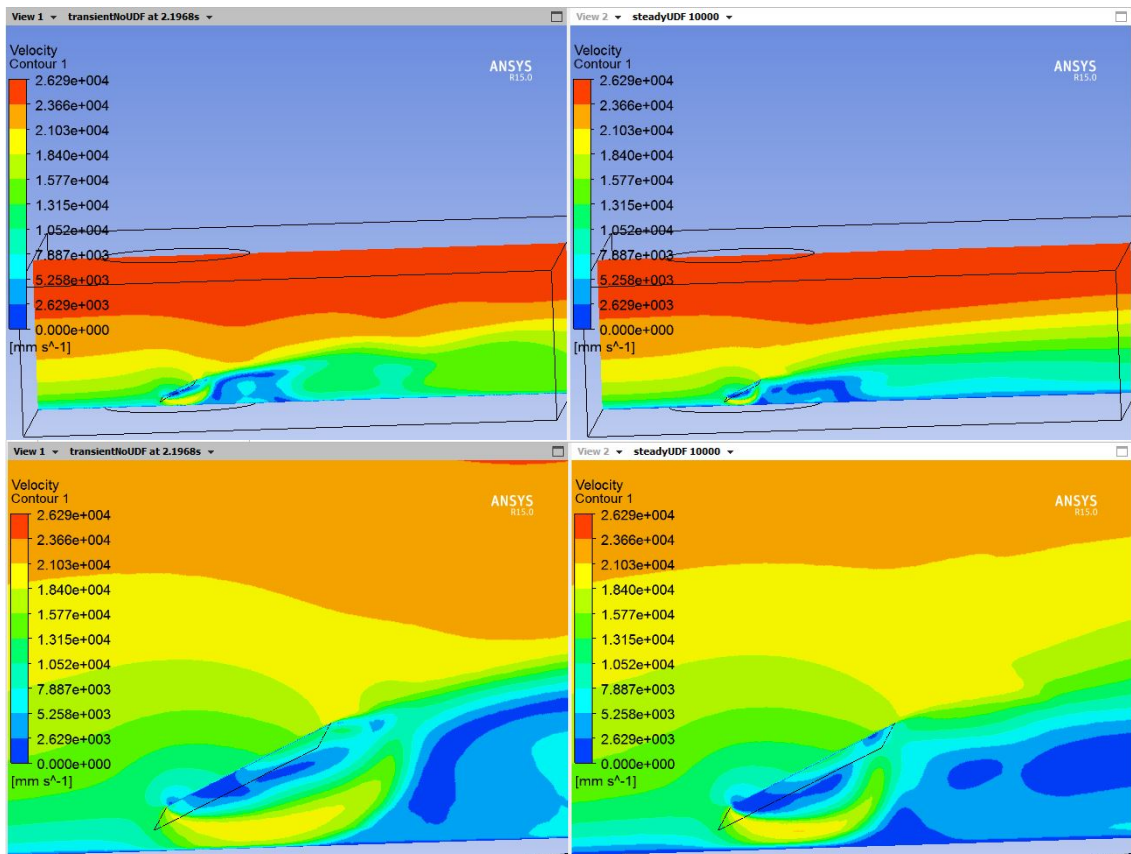 View 1 transientNoUDF at 2.1968s
Velocity
Contour 1
2.629e+004
2.366e+004
2.103e+004
1.840e+004
1.577e+004
1.052e+004
7.887e+003
5.258e+003
2.629e+003
0.000e+000
[mm s^-1]
ANSYS
R15.0
View 2 steadyUDF 10000
Velocity
Contour 1
2.629e+004
2.366e+004
2.103e+004
1.840e+004
1.577e+004
1.052e+004
7.887e+003
5.258e+003
2.629e+003
0.000e+000
[mm s^-1]
ANSYS
R15.0
View 1 transientNoUDF at 2.1968s
Velocity
Contour 1
2.629e+004
2.366e+004
2.103e+004
1.840e+004
1.577e+004
1.315e+004
1.052e+004
7.887e+003
5.258e+003
2.629e+003
0.000e+000
[mm s^-1]
ANSYS
R15.0
View 2 steadyUDF 10000
Velocity
Contour 1
2.629e+004
2.366e+004
2.103e+004
1.840e+004
1.577e+004
1.315e+004
1.052e+004
7.887e+003
5.258e+003
2.629e+003
0.000e+000
[mm s^-1]
ANSYS
R15.0